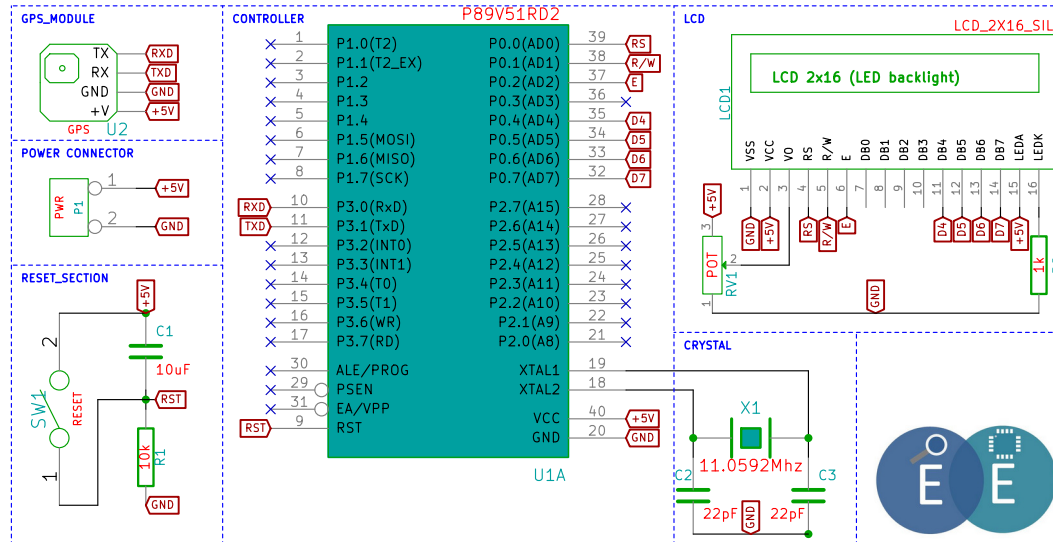 GPS_MODULE
TX RXD
RX TXD
GND GND
+V +5V
GPS U2
POWER CONNECTOR
PWR P1
1 +5V
2 GND
RESET_SECTION
+5V
2
C1
10uF
SW1 RESET
RST
1
10k R1
GND
CONTROLLER
P89V51RD2
1 P1.0(T2)
2 P1.1(T2_EX)
3 P1.2
4 P1.3
5 P1.4
6 P1.5(MOSI)
7 P1.6(MISO)
8 P1.7(SCK)
RXD 10 P3.0(RxD)
TXD 11 P3.1(TxD)
12 P3.2(INT0)
13 P3.3(INT1)
14 P3.4(T0)
15 P3.5(T1)
16 P3.6(WR)
17 P3.7(RD)
30 ALE/PROG
29 PSEN
31 EA/VPP
RST 9 RST
P0.0(AD0) 39 RS
P0.1(AD1) 38 R/W
P0.2(AD2) 37 E
P0.3(AD3) 36
P0.4(AD4) 35 D4
P0.5(AD5) 34 D5
P0.6(AD6) 33 D6
P0.7(AD7) 32 D7
P2.7(A15) 28
P2.6(A14) 27
P2.5(A13) 26
P2.4(A12) 25
P2.3(A11) 24
P2.2(A10) 23
P2.1(A9) 22
P2.0(A8) 21
XTAL1 19
XTAL2 18
VCC 40 +5V
GND 20 GND
U1A
LCD
LCD_2X16_SIL
LCD 2x16 (LED backlight)
LCD1
VSS VCC VO RS R/W E DB0 DB1 DB2 DB3 DB4 DB5 DB6 DB7 LEDA LEDK
1 2 3 4 5 6 7 8 9 10 11 12 13 14 15 16
GND +5V RS R/W E D4 D5 D6 D7 +5V
+5V
3
POT RV1
2
1
GND
1k
CRYSTAL
X1
11.0592Mhz
C2 C3
22pF GND 22pF
E E